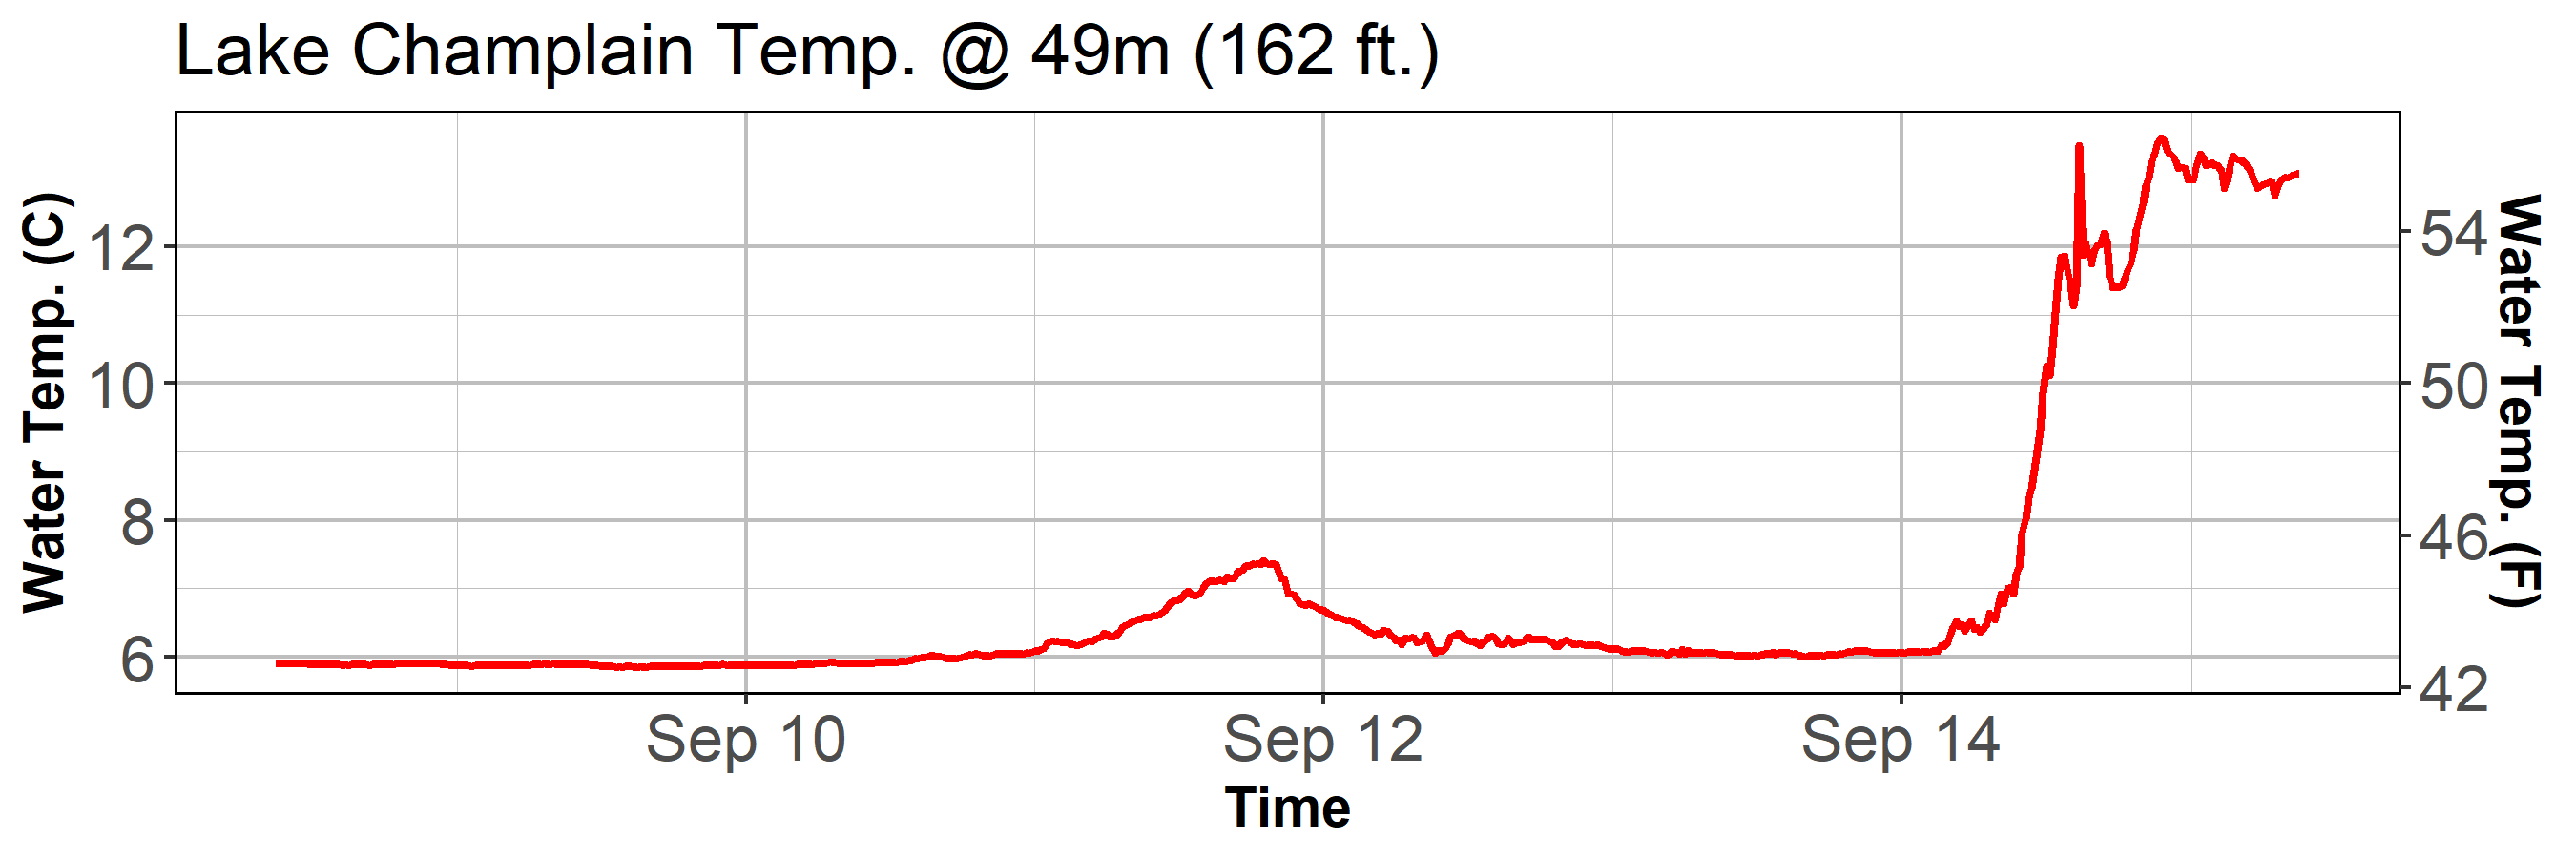 Lake Champlain Temp. @ 49m (162 ft.)
Water Temp. (C)
12
10
8
6
54
50
46
42
Water Temp. (F)
Sep 10
Sep 12
Sep 14
Time